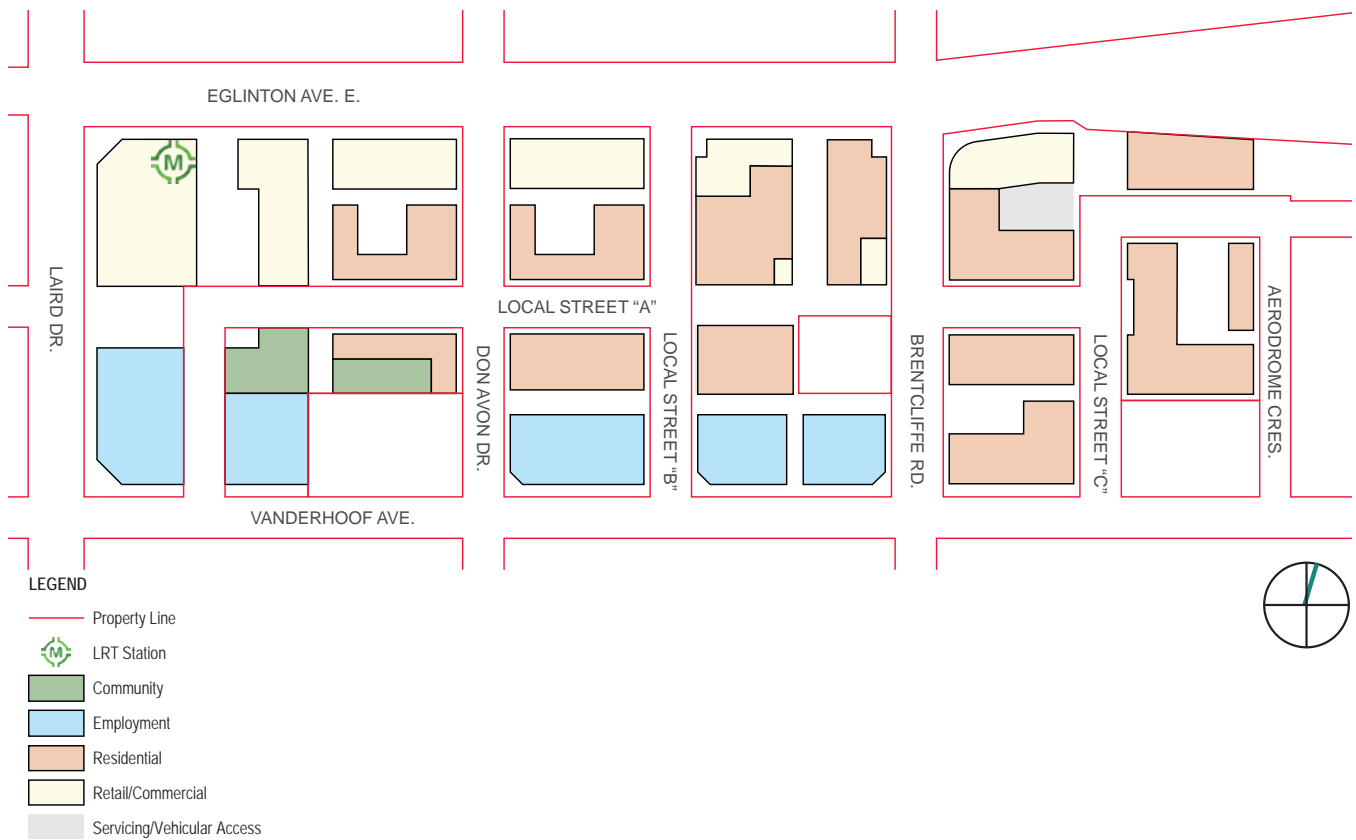 EGLINTON AVE. E.
M
LAIRD DR.
LOCAL STREET “A”
DON AVON DR.
LOCAL STREET “B”
BRENTCLIFFE RD.
LOCAL STREET “C”
AERODROME CRES.
VANDERHOOF AVE.
LEGEND
Property Line
M
LRT Station
Community
Employment
Residential
Retail/Commercial
Servicing/Vehicular Access